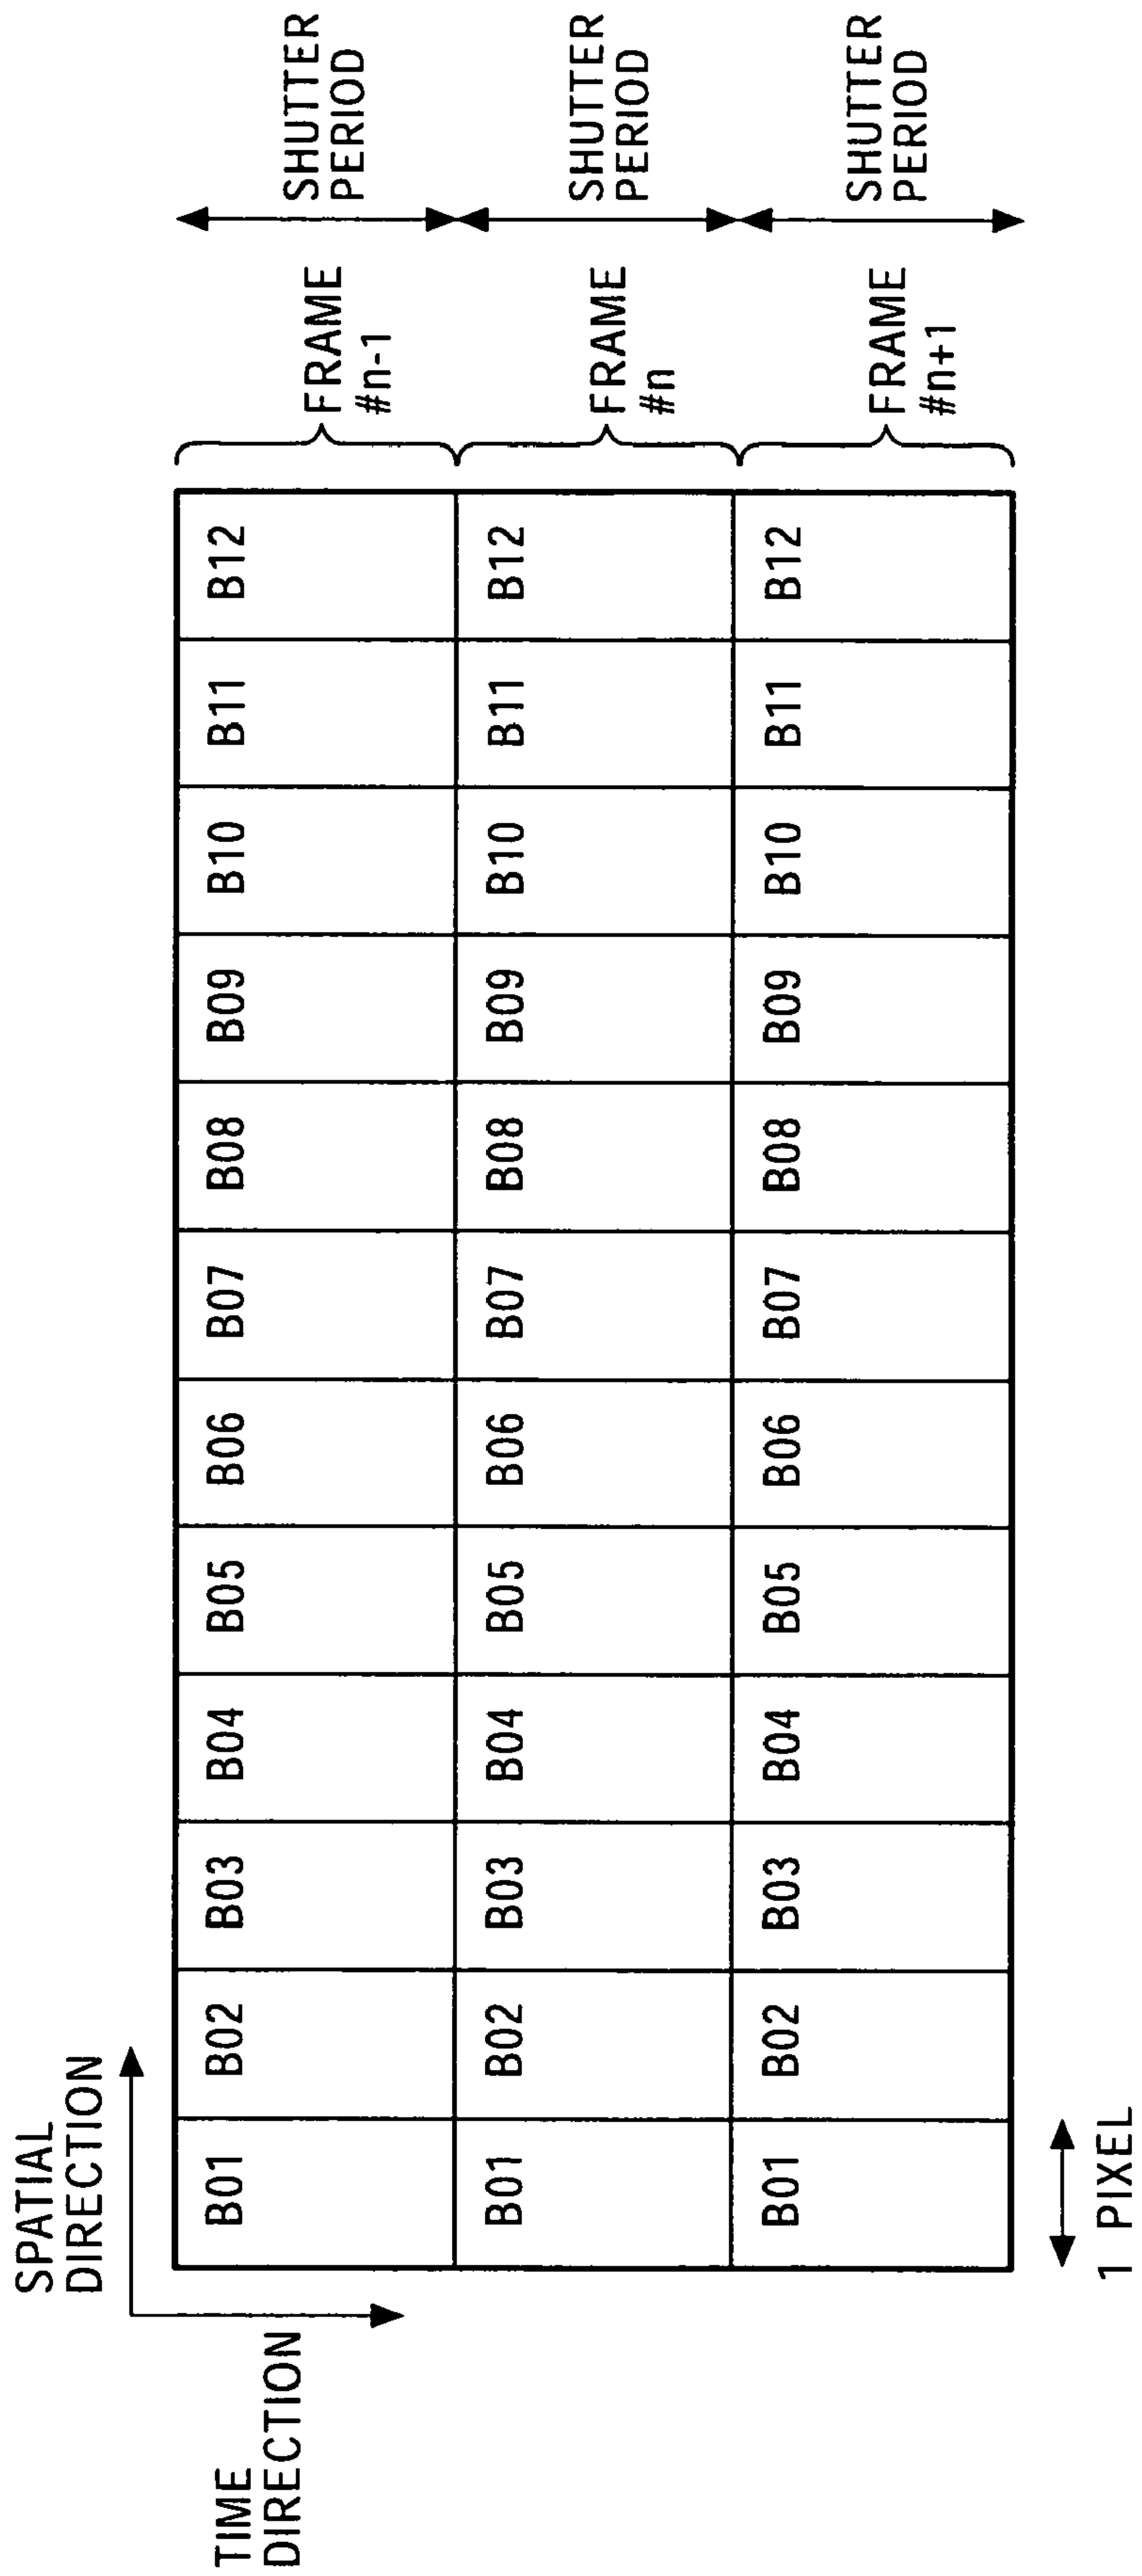 SPATIAL
DIRECTION
TIME
DIRECTION
B01 B02 B03 B04 B05 B06 B07 B08 B09 B10 B11 B12
FRAME
#n-1
SHUTTER
PERIOD
B01 B02 B03 B04 B05 B06 B07 B08 B09 B10 B11 B12
FRAME
#n
SHUTTER
PERIOD
B01 B02 B03 B04 B05 B06 B07 B08 B09 B10 B11 B12
FRAME
#n+1
SHUTTER
PERIOD
1 PIXEL